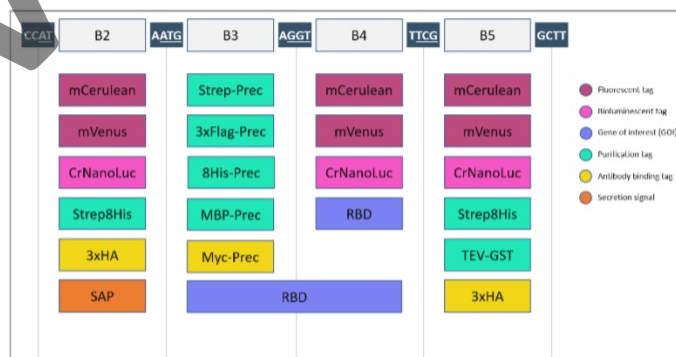 CCAT B2 AATG B3 AGGT B4 TTCG B5 GCTT
mCerulean Strep-Prec mCerulean mCerulean
mVenus 3xFlag-Prec mVenus mVenus
CrNanoLuc 8His-Prec CrNanoLuc CrNanoLuc
Strep8His MBP-Prec RBD Strep8His
3xHA Myc-Prec TEV-GST
SAP RBD 3xHA
Fluorescent tag
Bioluminescent tag
Gene of interest (GOI)
Purification tag
Antibody binding tag
Secretion signal